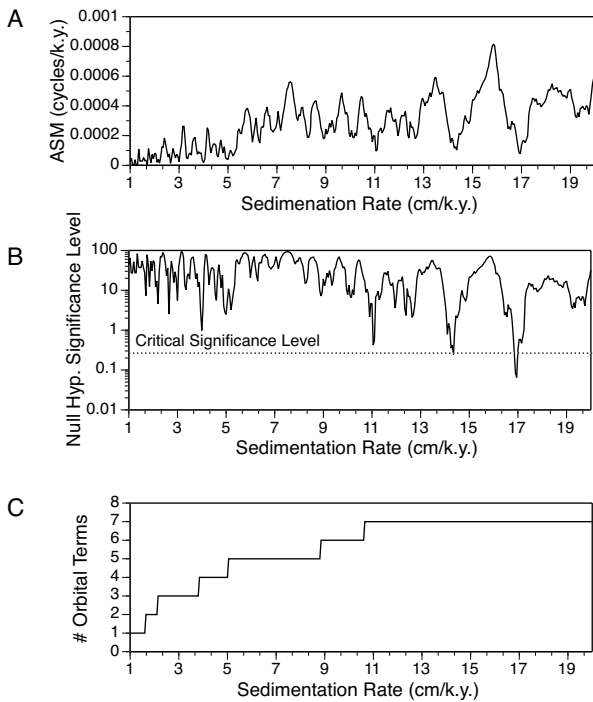 A
0.001
0.0008
0.0006
0.0004
0.0002
0
ASM (cycles/k.y.)
1 3 5 7 9 11 13 15 17 19
Sedimenation Rate (cm/k.y.)
B
100
10
1
0.1
0.01
Null Hyp. Significance Level
Critical Significance Level
1 3 5 7 9 11 13 15 17 19
Sedimentation Rate (cm/k.y.)
C
8
7
6
5
4
3
2
1
0
# Orbital Terms
1 3 5 7 9 11 13 15 17 19
Sedimentation Rate (cm/k.y.)